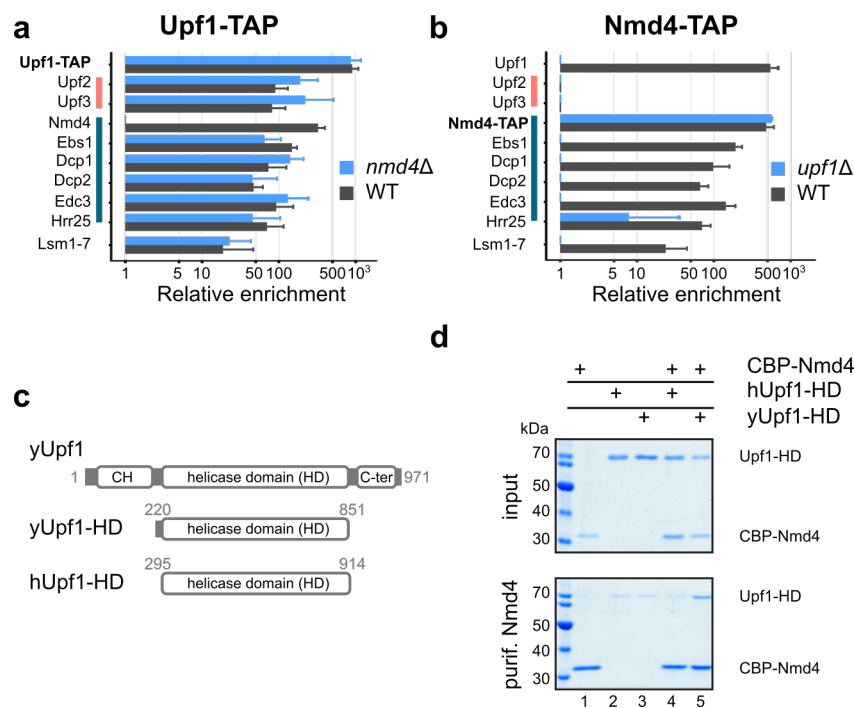 a
Upf1-TAP
Upf1-TAP
Upf2
Upf3
Nmd4
Ebs1
Dcp1
Dcp2
Edc3
Hrr25
Lsm1-7
nmd4Δ
WT
1 5 10 50 100 500 10³
Relative enrichment
b
Nmd4-TAP
Upf1
Upf2
Upf3
Nmd4-TAP
Ebs1
Dcp1
Dcp2
Edc3
Hrr25
Lsm1-7
upf1Δ
WT
1 5 10 50 100 500 10³
Relative enrichment
c
yUpf1
1 CH helicase domain (HD) C-ter 971
220 851
yUpf1-HD helicase domain (HD)
295 914
hUpf1-HD helicase domain (HD)
d
+ + + CBP-Nmd4
+ + hUpf1-HD
+ + yUpf1-HD
kDa
input
70 Upf1-HD
50
40
30 CBP-Nmd4
purif. Nmd4
70 Upf1-HD
50
40
30 CBP-Nmd4
1 2 3 4 5